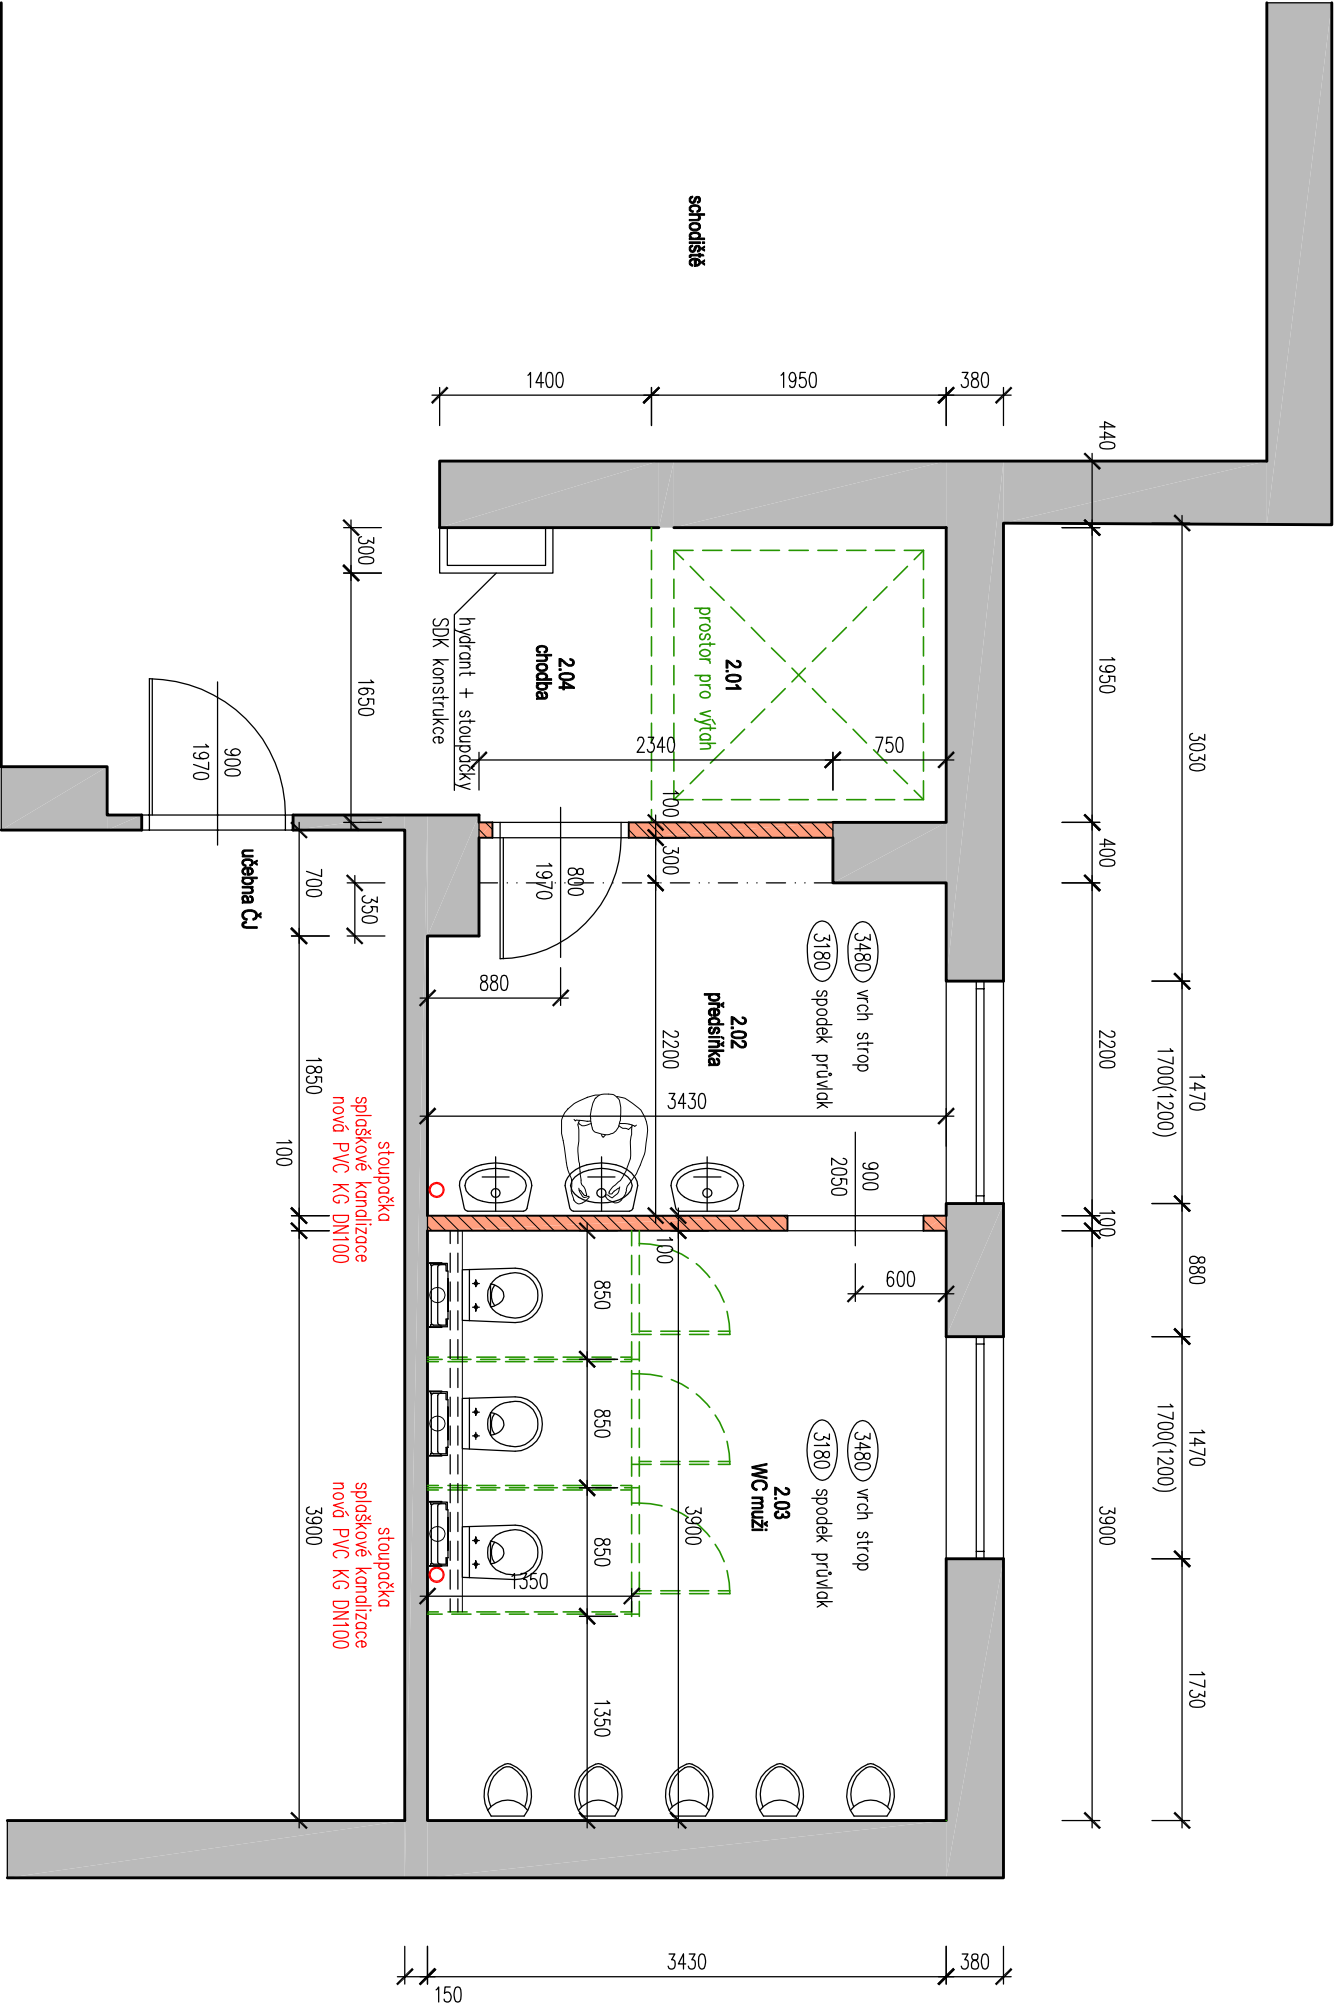 schodiště
1400
1950
380
440
1950
400
2200
100
3900
3030
1470
1700(1200)
880
1470
1700(1200)
1730
300
1650
hydrant + stoupačky
SDK konstrukce
2.04
chodba
2.01
prostor pro výtah
2340
750
100
300
2200
900
1970
učebna ČJ
700
350
1850
100
3900
800
1970
880
3480 vrch strop
3180 spodek průvlak
2.02
předsíňka
3430
900
2050
600
stoupačka
splaškové kanalizace
nová PVC KG DN100
100
850
850
850
1350
1350
3900
3480 vrch strop
3180 spodek průvlak
2.03
WC muži
stoupačka
splaškové kanalizace
nová PVC KG DN100
150
3430
380